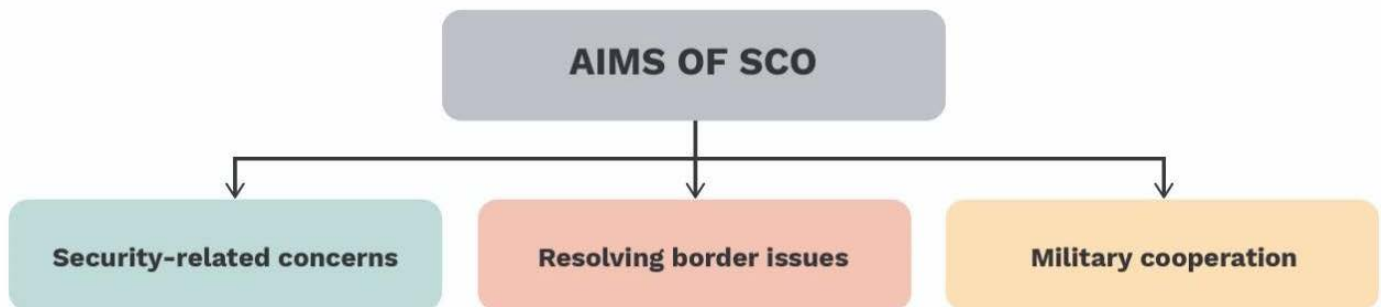 AIMS OF SCO
Security-related concerns
Resolving border issues
Military cooperation